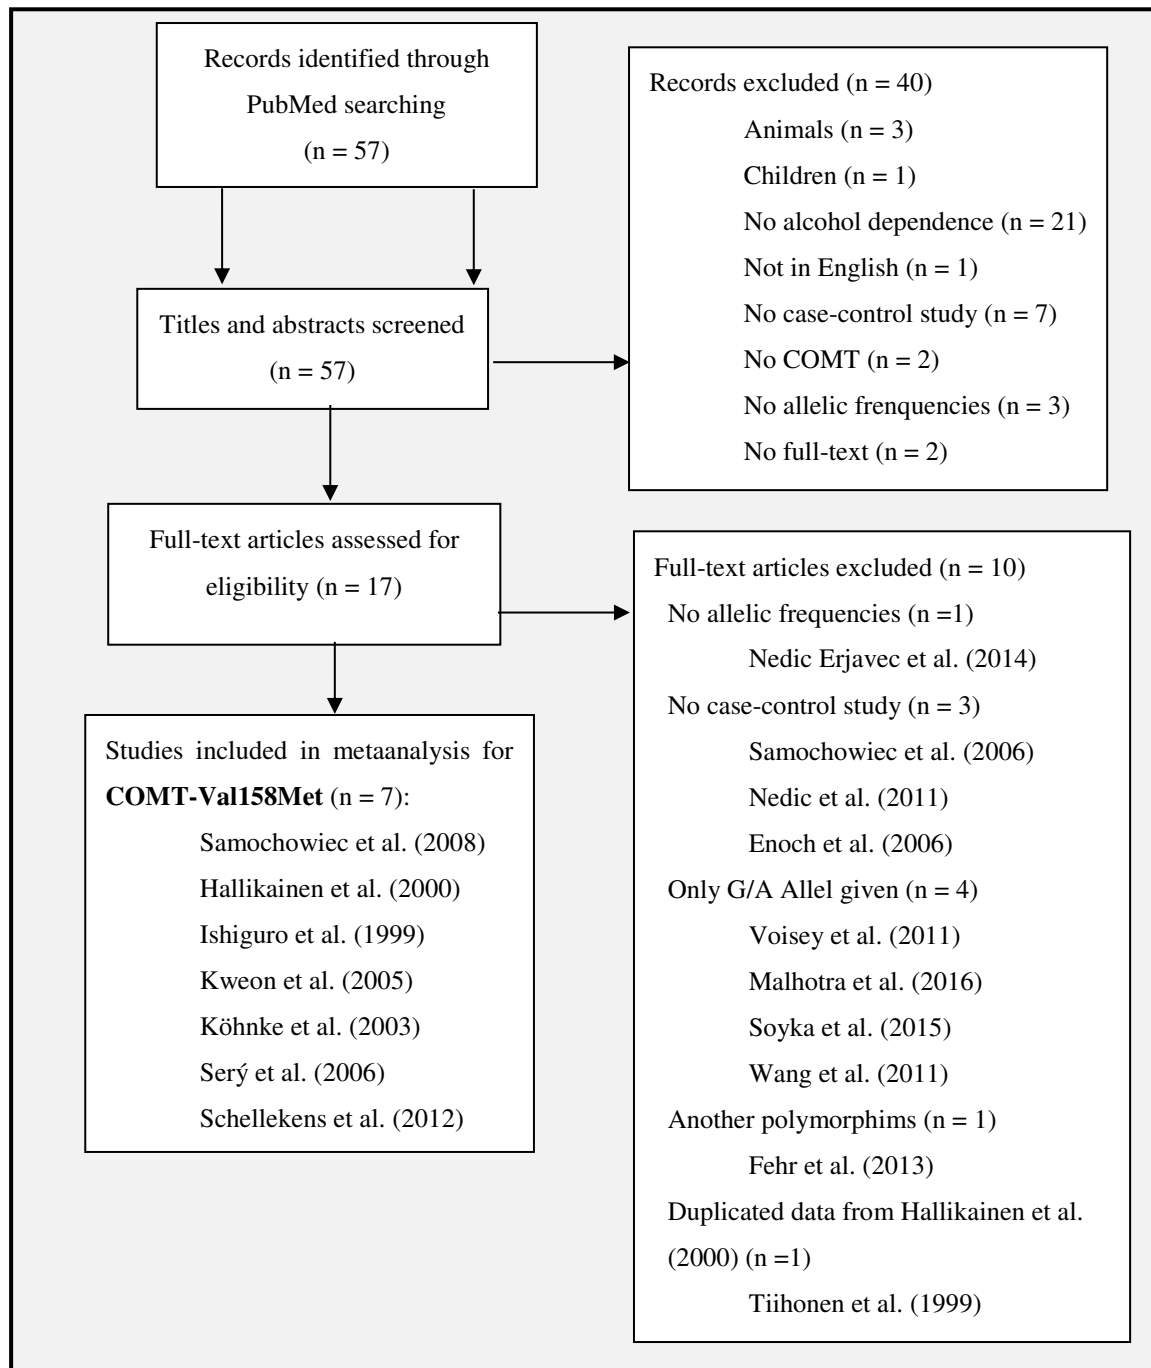 Records identified through
PubMed searching
(n = 57)
Records excluded (n = 40)
Animals (n = 3)
Children (n = 1)
No alcohol dependence (n = 21)
Not in English (n = 1)
No case-control study (n = 7)
No COMT (n = 2)
No allelic frenquencies (n = 3)
No full-text (n = 2)
Titles and abstracts screened
(n = 57)
Full-text articles assessed for
eligibility (n = 17)
Full-text articles excluded (n = 10)
No allelic frequencies (n =1)
Nedic Erjavec et al. (2014)
No case-control study (n = 3)
Samochowiec et al. (2006)
Nedic et al. (2011)
Enoch et al. (2006)
Only G/A Allel given (n = 4)
Voisey et al. (2011)
Malhotra et al. (2016)
Soyka et al. (2015)
Wang et al. (2011)
Another polymorphims (n = 1)
Fehr et al. (2013)
Duplicated data from Hallikainen et al.
(2000) (n =1)
Tiihonen et al. (1999)
Studies included in metaanalysis for
COMT-Val158Met (n = 7):
Samochowiec et al. (2008)
Hallikainen et al. (2000)
Ishiguro et al. (1999)
Kweon et al. (2005)
Köhnke et al. (2003)
Serý et al. (2006)
Schellekens et al. (2012)